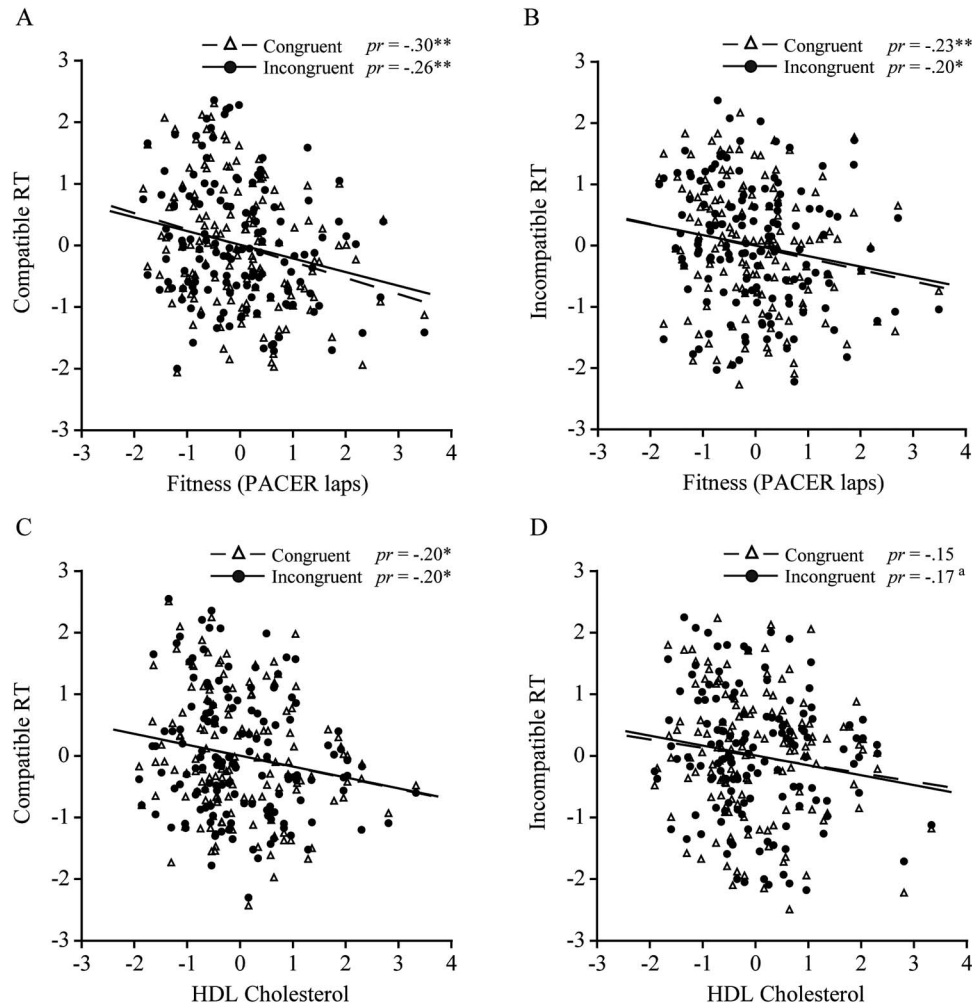 A
Congruent pr = -.30**
Incongruent pr = -.26**
3
2
1
0
-1
-2
-3
Compatible RT
-3 -2 -1 0 1 2 3 4
Fitness (PACER laps)
B
Congruent pr = -.23**
Incongruent pr = -.20*
3
2
1
0
-1
-2
-3
Incompatible RT
-3 -2 -1 0 1 2 3 4
Fitness (PACER laps)
C
Congruent pr = -.20*
Incongruent pr = -.20*
3
2
1
0
-1
-2
-3
Compatible RT
-3 -2 -1 0 1 2 3 4
HDL Cholesterol
D
Congruent pr = -.15
Incongruent pr = -.17 a
3
2
1
0
-1
-2
-3
Incompatible RT
-3 -2 -1 0 1 2 3 4
HDL Cholesterol